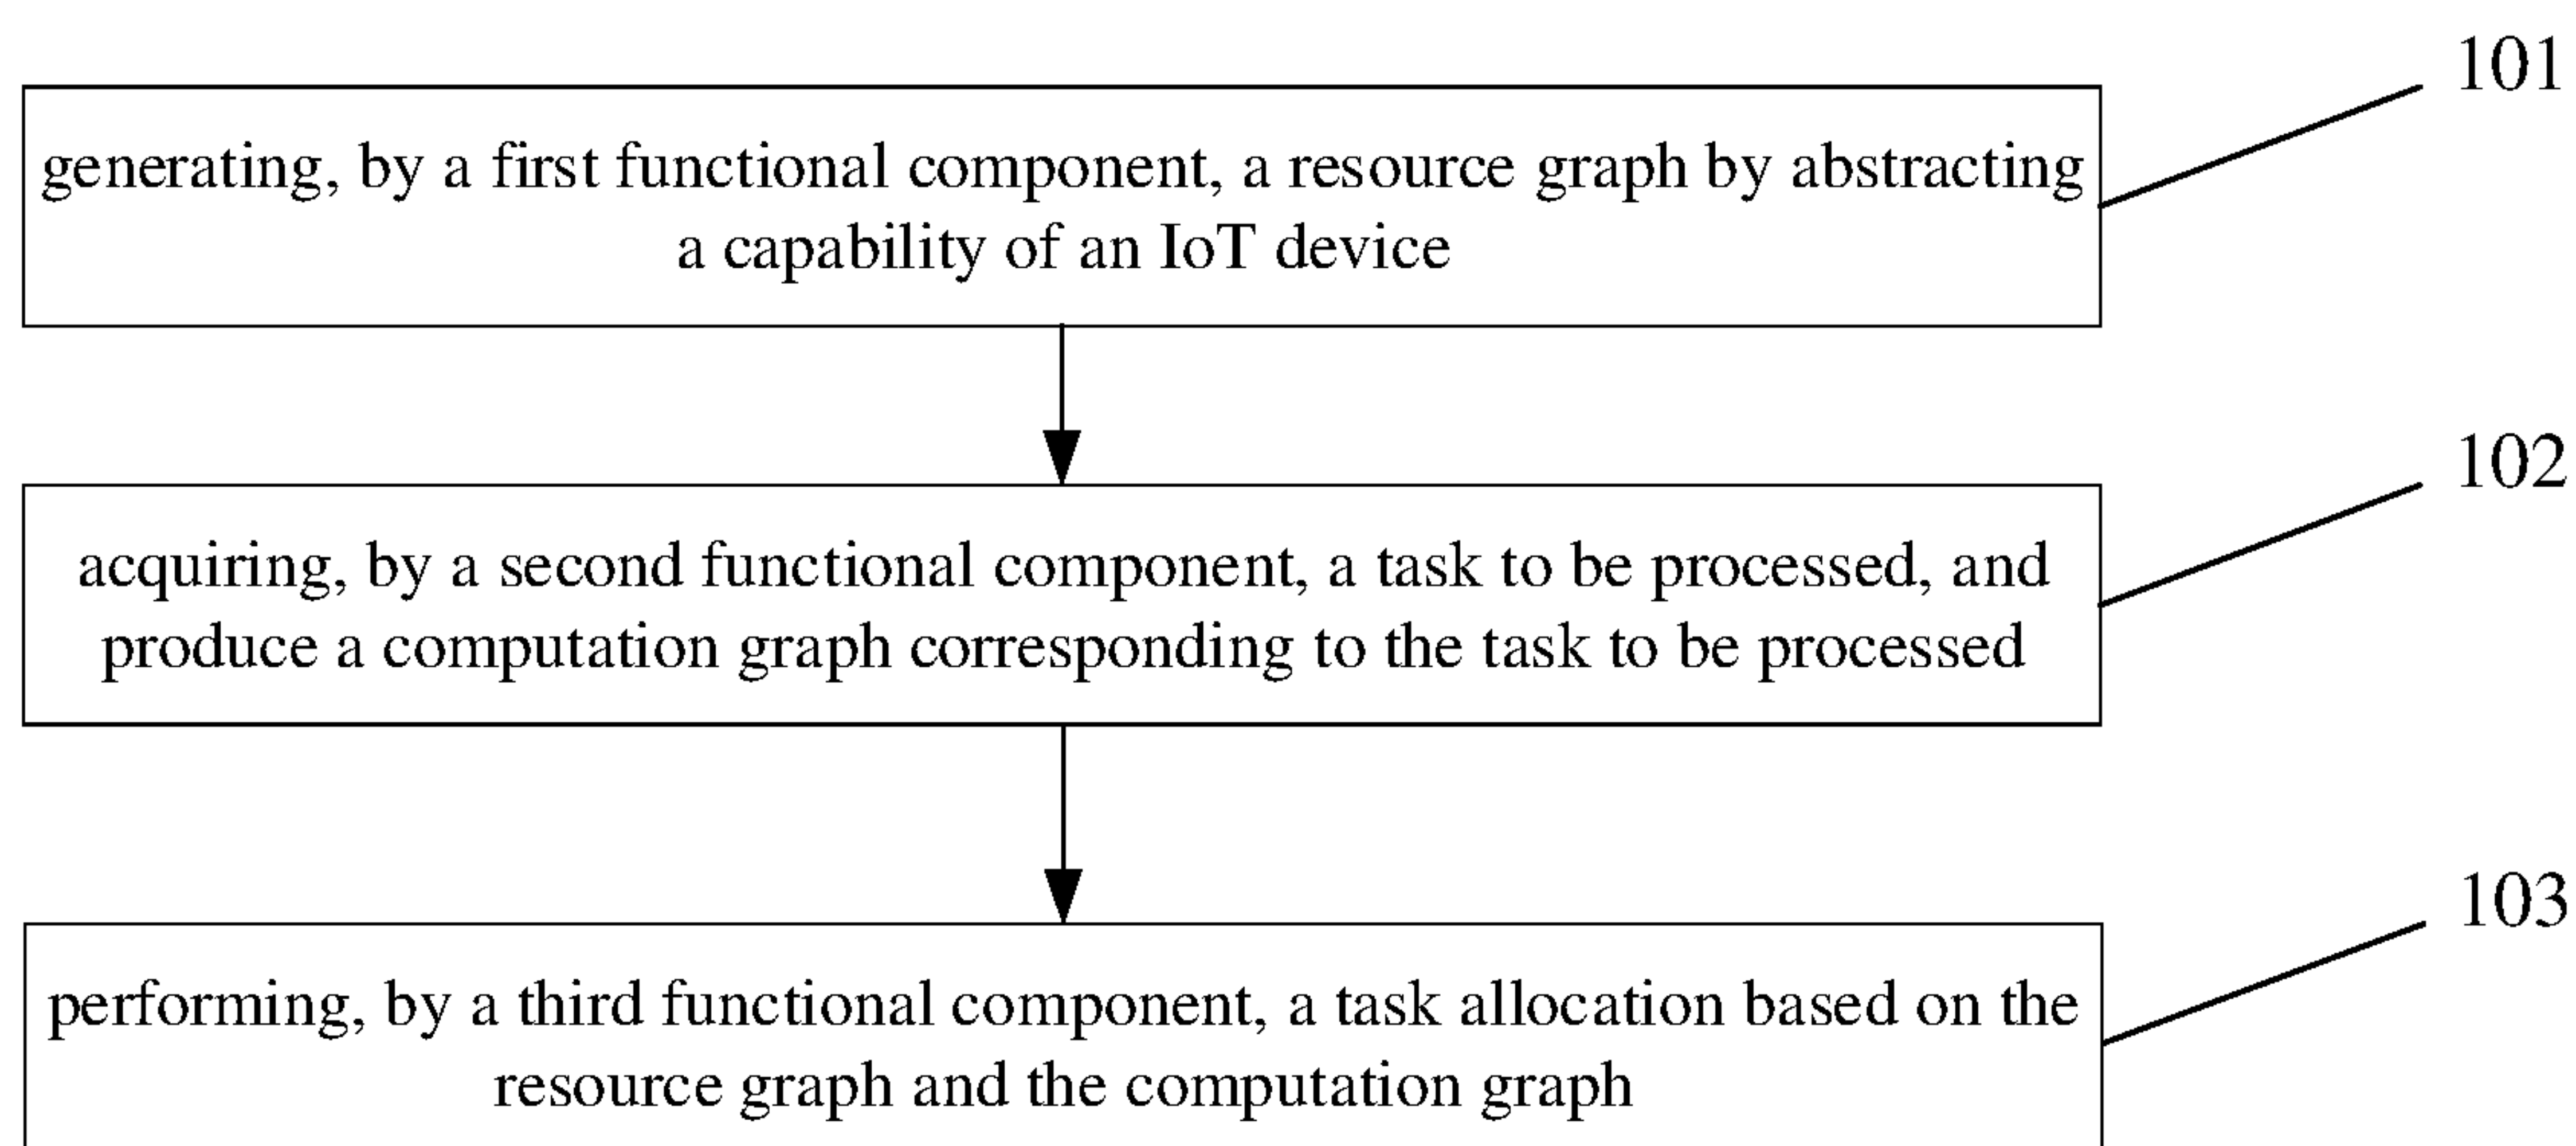 101
generating, by a first functional component, a resource graph by abstracting
a capability of an IoT device
102
acquiring, by a second functional component, a task to be processed, and
produce a computation graph corresponding to the task to be processed
103
performing, by a third functional component, a task allocation based on the
resource graph and the computation graph